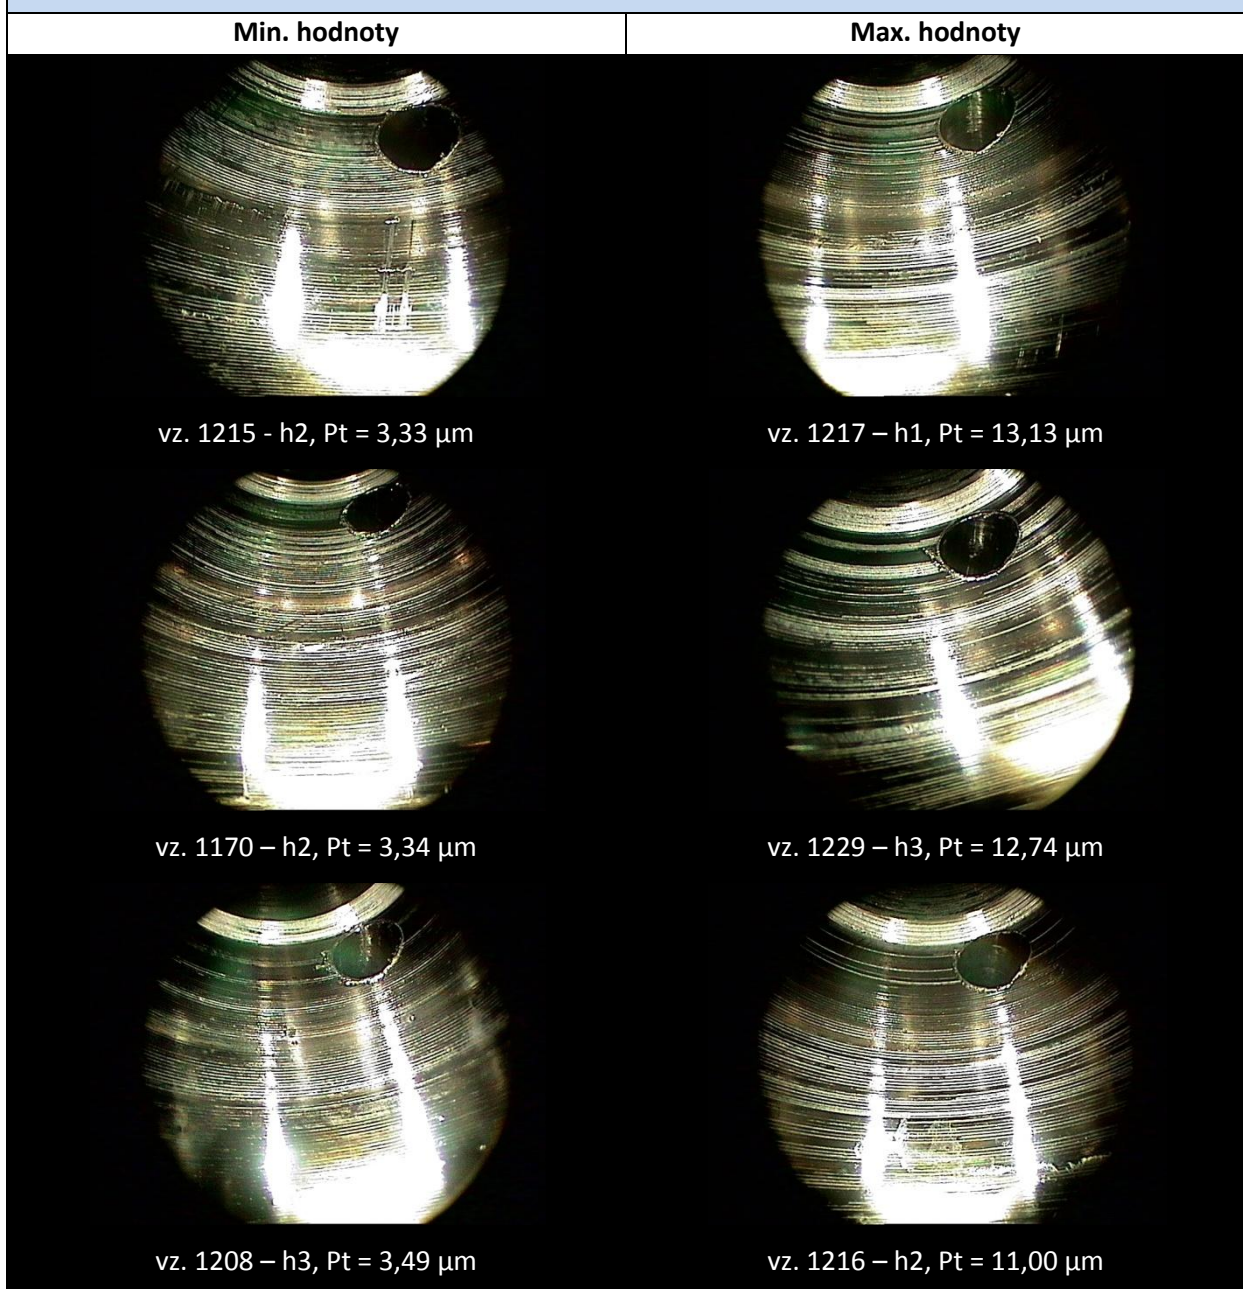 Min. hodnoty
Max. hodnoty
vz. 1215 - h2, Pt = 3,33 µm
vz. 1217 – h1, Pt = 13,13 µm
vz. 1170 – h2, Pt = 3,34 µm
vz. 1229 – h3, Pt = 12,74 µm
vz. 1208 – h3, Pt = 3,49 µm
vz. 1216 – h2, Pt = 11,00 µm